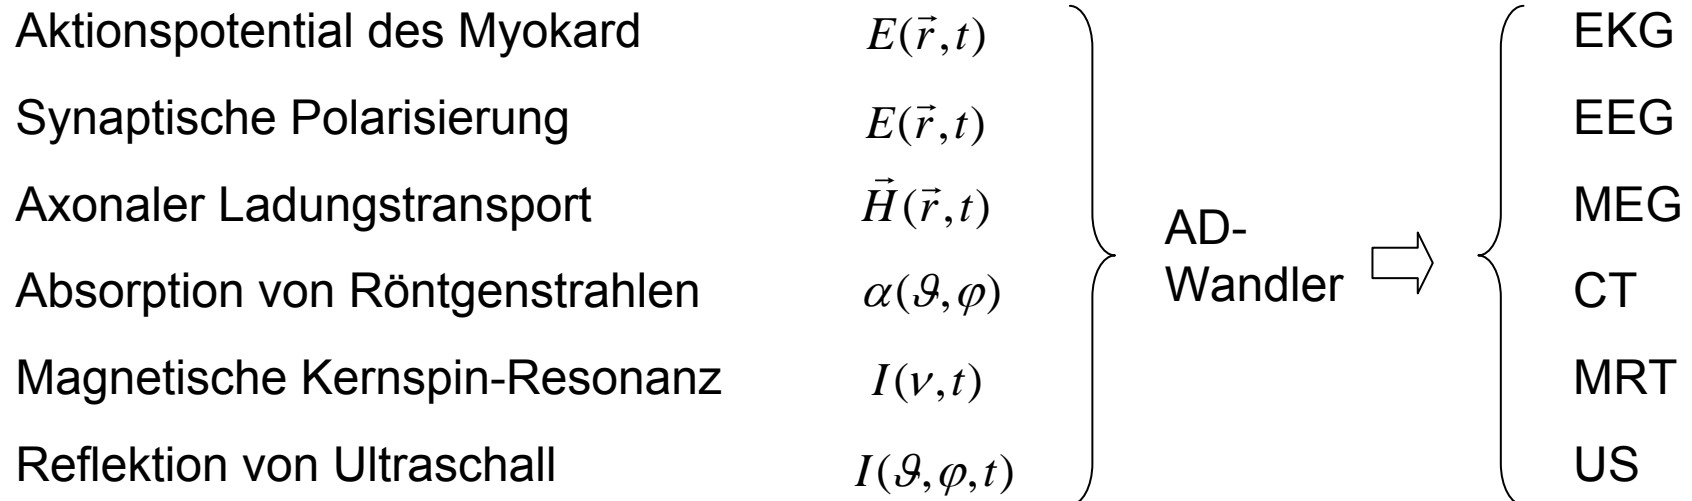 Aktionspotential des Myokard E(r⃗,t) EKG
Synaptische Polarisierung E(r⃗,t) EEG
Axonaler Ladungstransport H⃗(r⃗,t) MEG
AD-
Wandler
Absorption von Röntgenstrahlen α(ϑ,φ) CT
Magnetische Kernspin-Resonanz I(ν,t) MRT
Reflektion von Ultraschall I(ϑ,φ,t) US